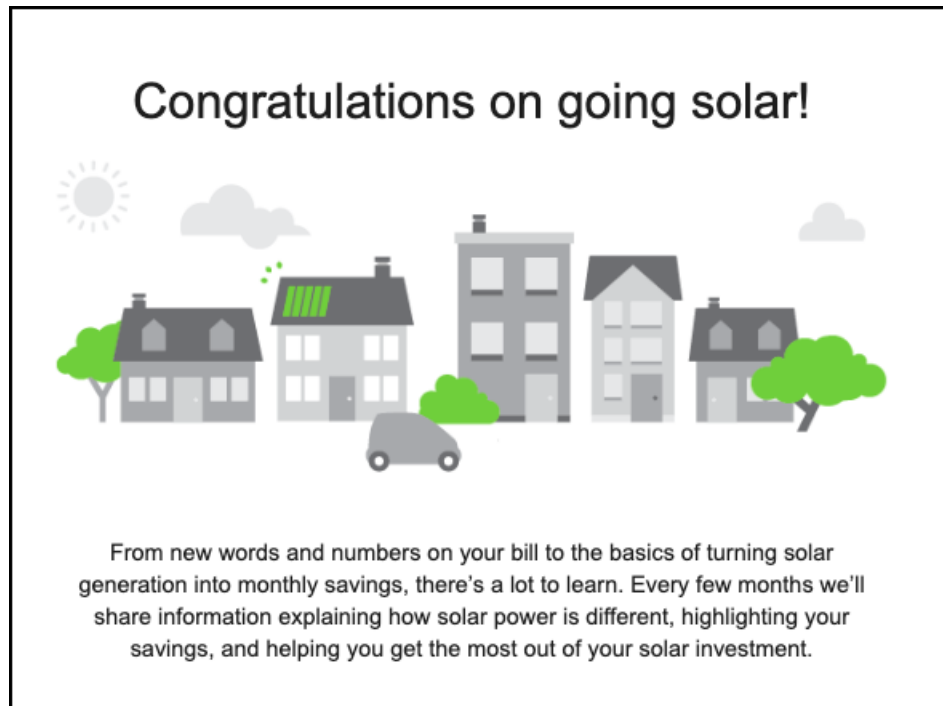 Congratulations on going solar!
From new words and numbers on your bill to the basics of turning solar
generation into monthly savings, there's a lot to learn. Every few months we'll
share information explaining how solar power is different, highlighting your
savings, and helping you get the most out of your solar investment.